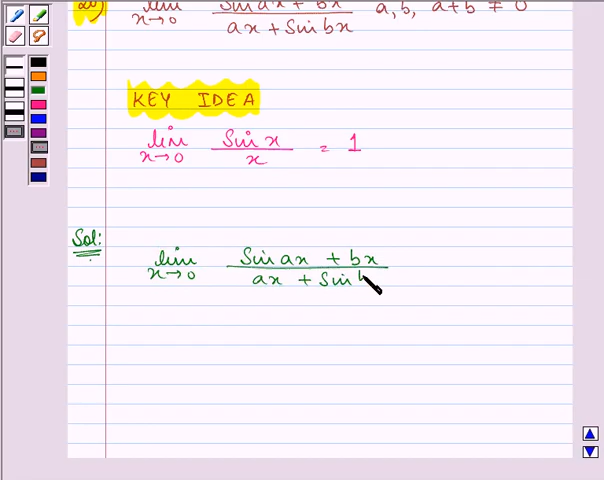 20) lim x→0 (Sin ax + bx)/(ax + Sin bx) a, b, a+b ≠ 0
KEY IDEA
lim x→0 Sin x / x = 1
Sol:
lim x→0 (Sin ax + bx)/(ax + Sin b